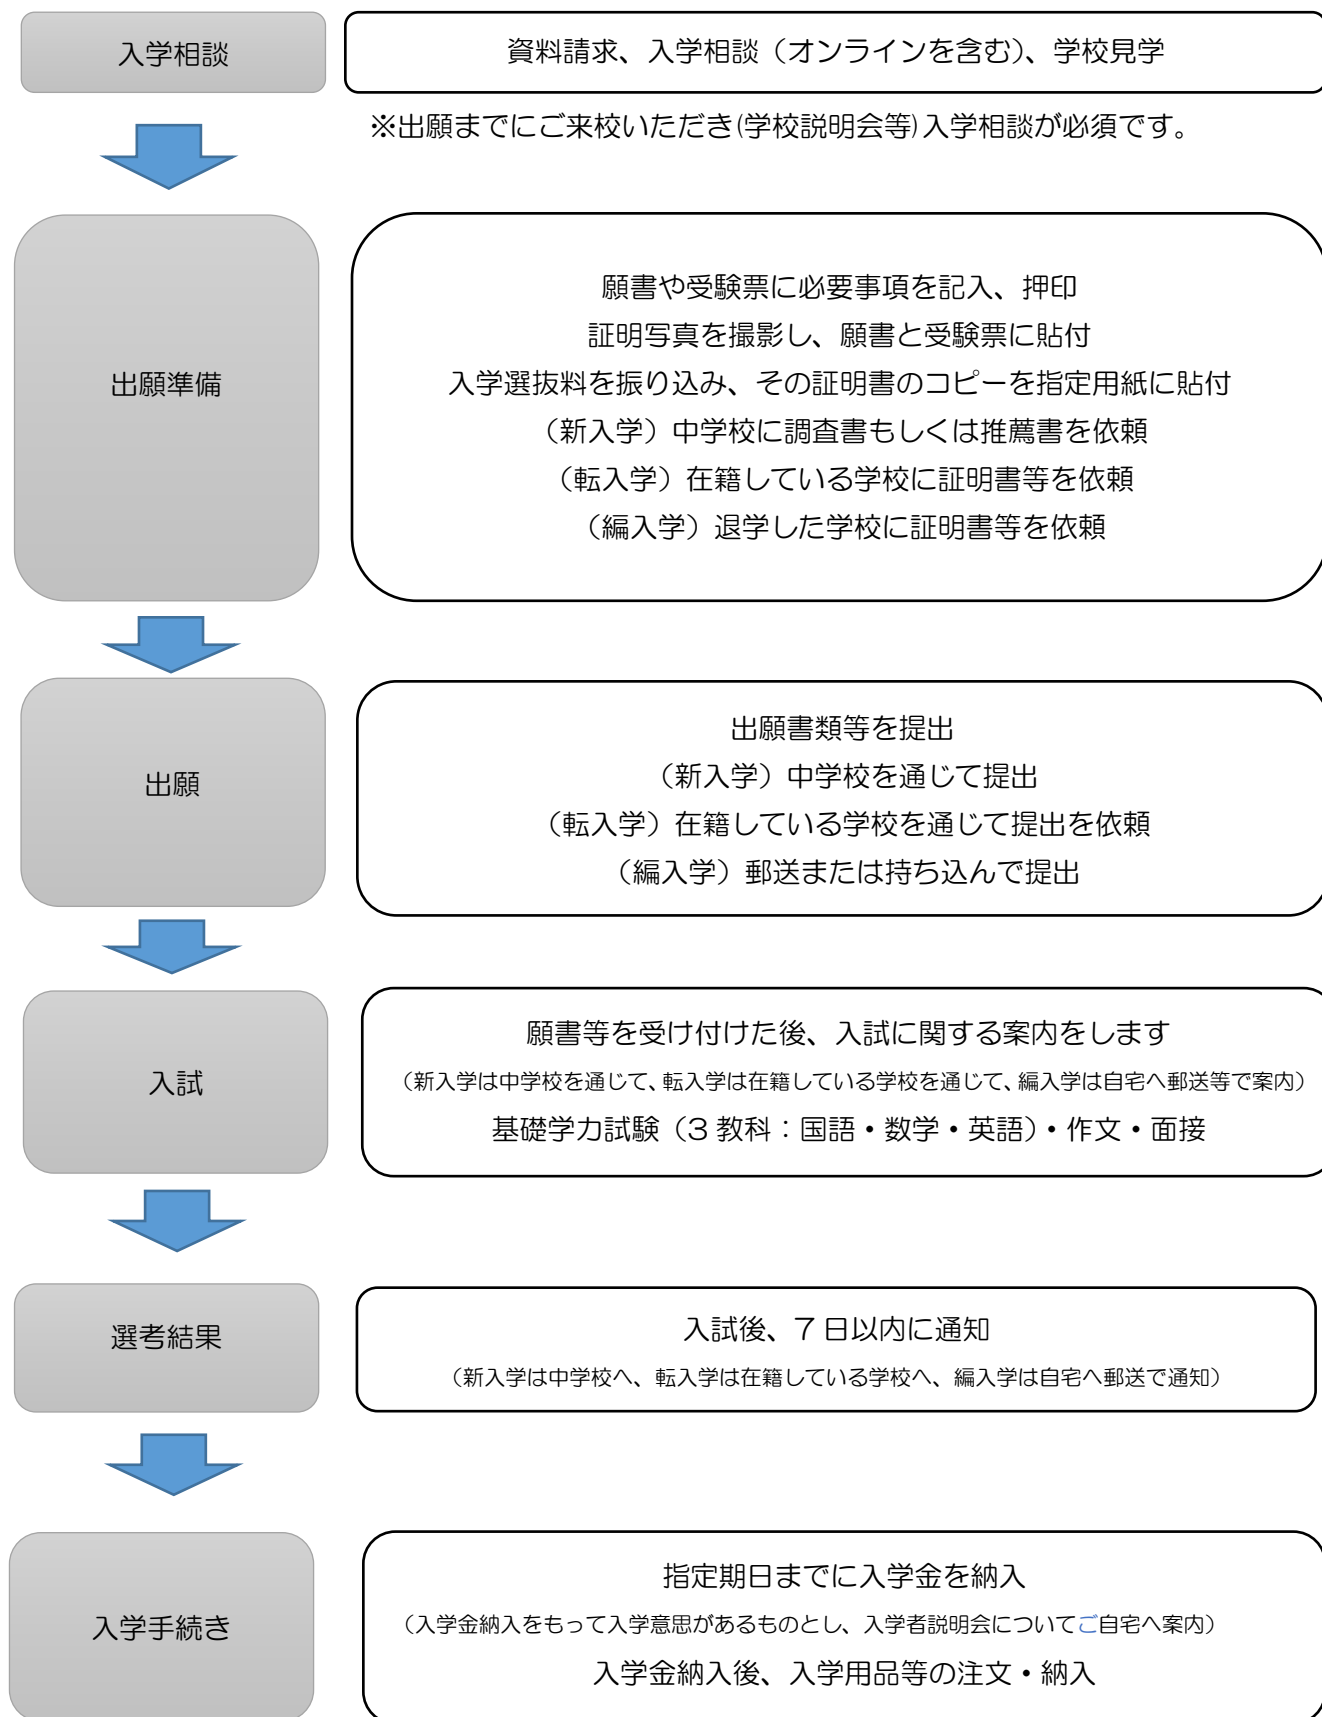 入学相談
資料請求、入学相談（オンラインを含む）、学校見学
※出願までにご来校いただき(学校説明会等)入学相談が必須です。
出願準備
願書や受験票に必要事項を記入、押印
証明写真を撮影し、願書と受験票に貼付
入学選抜料を振り込み、その証明書のコピーを指定用紙に貼付
（新入学）中学校に調査書もしくは推薦書を依頼
（転入学）在籍している学校に証明書等を依頼
（編入学）退学した学校に証明書等を依頼
出願
出願書類等を提出
（新入学）中学校を通じて提出
（転入学）在籍している学校を通じて提出を依頼
（編入学）郵送または持ち込んで提出
入試
願書等を受け付けた後、入試に関する案内をします
（新入学は中学校を通じて、転入学は在籍している学校を通じて、編入学は自宅へ郵送等で案内）
基礎学力試験（3 教科：国語・数学・英語）・作文・面接
選考結果
入試後、7 日以内に通知
（新入学は中学校へ、転入学は在籍している学校へ、編入学は自宅へ郵送で通知）
入学手続き
指定期日までに入学金を納入
（入学金納入をもって入学意思があるものとし、入学者説明会についてご自宅へ案内）
入学金納入後、入学用品等の注文・納入